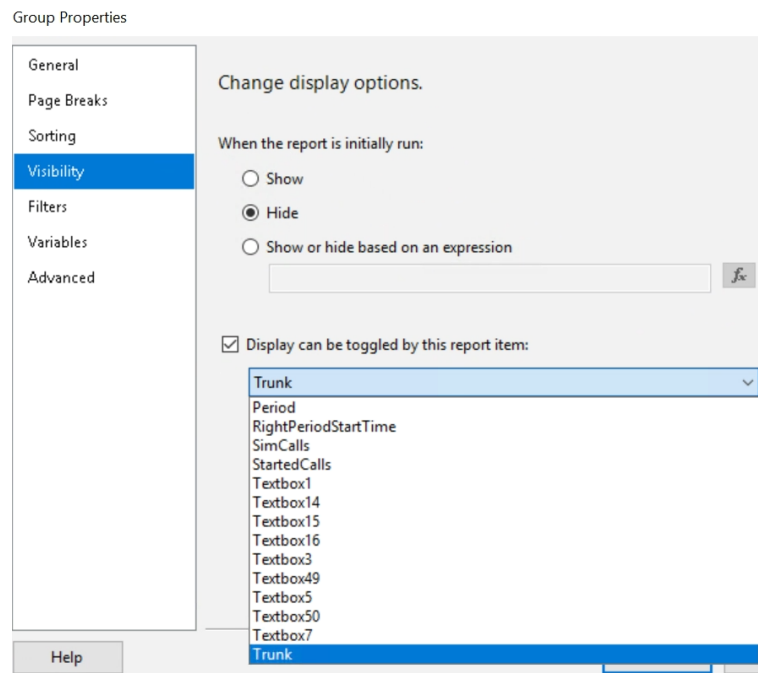 Group Properties
General
Page Breaks
Sorting
Visibility
Filters
Variables
Advanced
Change display options.
When the report is initially run:
Show
Hide
Show or hide based on an expression
fx
Display can be toggled by this report item:
Trunk
Period
RightPeriodStartTime
SimCalls
StartedCalls
Textbox1
Textbox14
Textbox15
Textbox16
Textbox3
Textbox49
Textbox5
Textbox50
Textbox7
Trunk
Help